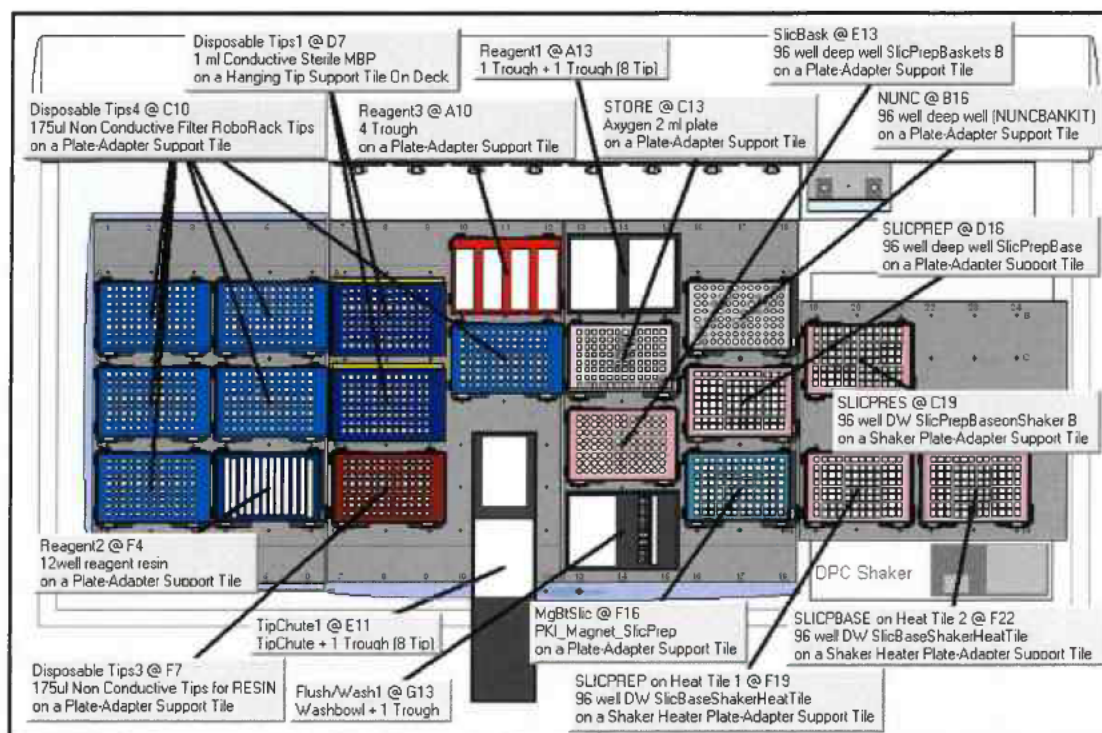 Disposable Tips1 @ D7
1 ml Conductive Sterile MBP
on a Hanging Tip Support Tile On Deck
Reagent1 @ A13
1 Trough + 1 Trough (8 Tip)
SlicBask @ E13
96 well deep well SlicPrepBaskets B
on a Plate-Adapter Support Tile
Disposable Tips4 @ C10
175ul Non Conductive Filter RoboRack Tips
on a Plate-Adapter Support Tile
Reagent3 @ A10
4 Trough
on a Plate-Adapter Support Tile
STORE @ C13
Axygen 2 ml plate
on a Plate-Adapter Support Tile
NUNC @ B16
96 well deep well (NUNCBANKIT)
on a Plate-Adapter Support Tile
SLICPREP @ D16
96 well deep well SlicPrepBase
on a Plate-Adapter Support Tile
SLICPRES @ C19
96 well DW SlicPrepBaseonShaker B
on a Shaker Plate-Adapter Support Tile
Reagent2 @ F4
12well reagent resin
on a Plate-Adapter Support Tile
DPC Shaker
TipChute1 @ E11
TipChute + 1 Trough (8 Tip)
MgBtSlic @ F16
PKI_Magnet_SlicPrep
on a Plate-Adapter Support Tile
SLICPBASE on Heat Tile 2 @ F22
96 well DW SlicBaseShakerHeatTile
on a Shaker Heater Plate-Adapter Support Tile
Disposable Tips3 @ F7
175ul Non Conductive Tips for RESIN
on a Plate-Adapter Support Tile
Flush/Wash1 @ G13
Washbowl + 1 Trough
SLICPREP on Heat Tile 1 @ F19
96 well DW SlicBaseShakerHeatTile
on a Shaker Heater Plate-Adapter Support Tile